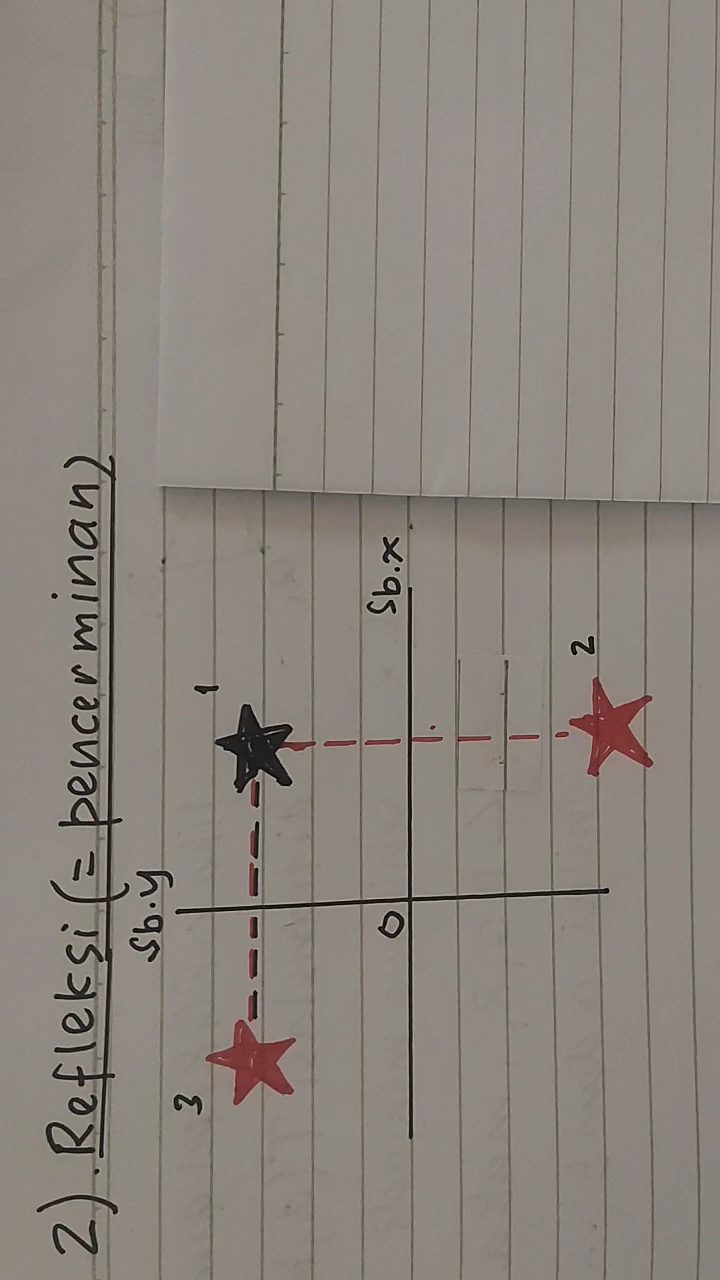 2). Refleksi (= pencerminan)
Sb.y
3
1
0
Sb.x
2